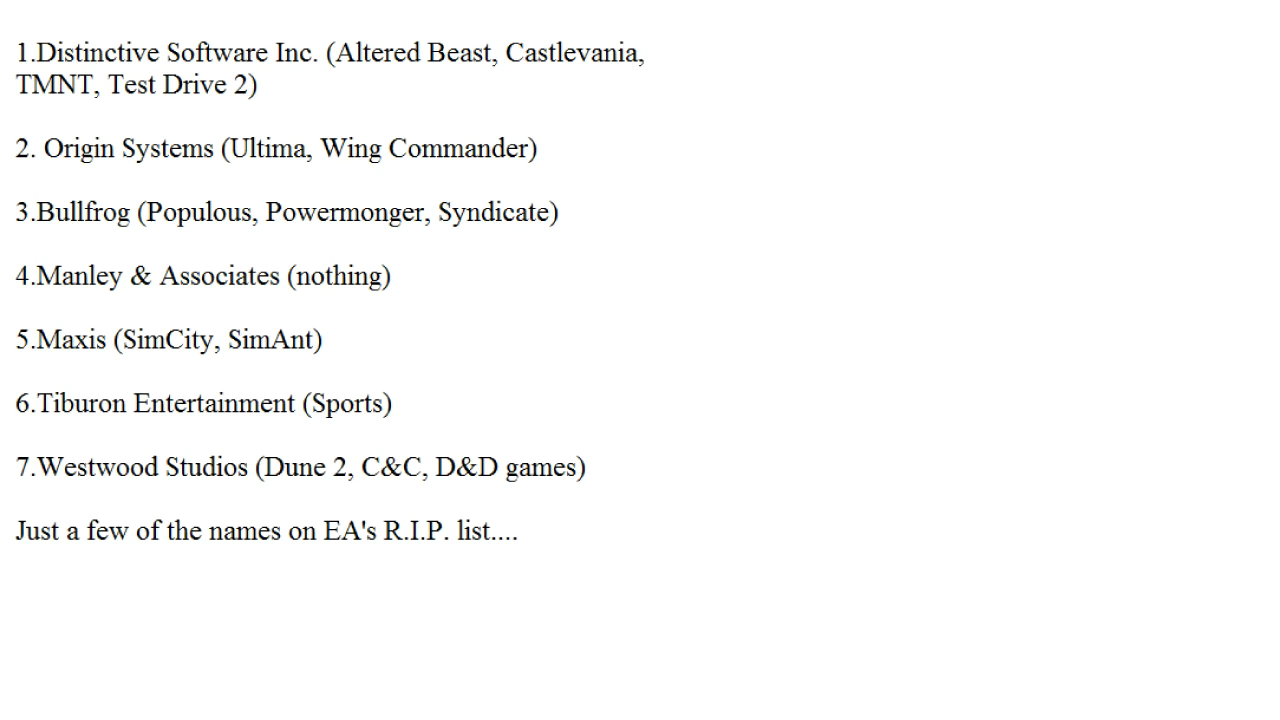 1.Distinctive Software Inc. (Altered Beast, Castlevania,
TMNT, Test Drive 2)
2. Origin Systems (Ultima, Wing Commander)
3.Bullfrog (Populous, Powermonger, Syndicate)
4.Manley & Associates (nothing)
5.Maxis (SimCity, SimAnt)
6.Tiburon Entertainment (Sports)
7.Westwood Studios (Dune 2, C&C, D&D games)
Just a few of the names on EA's R.I.P. list....